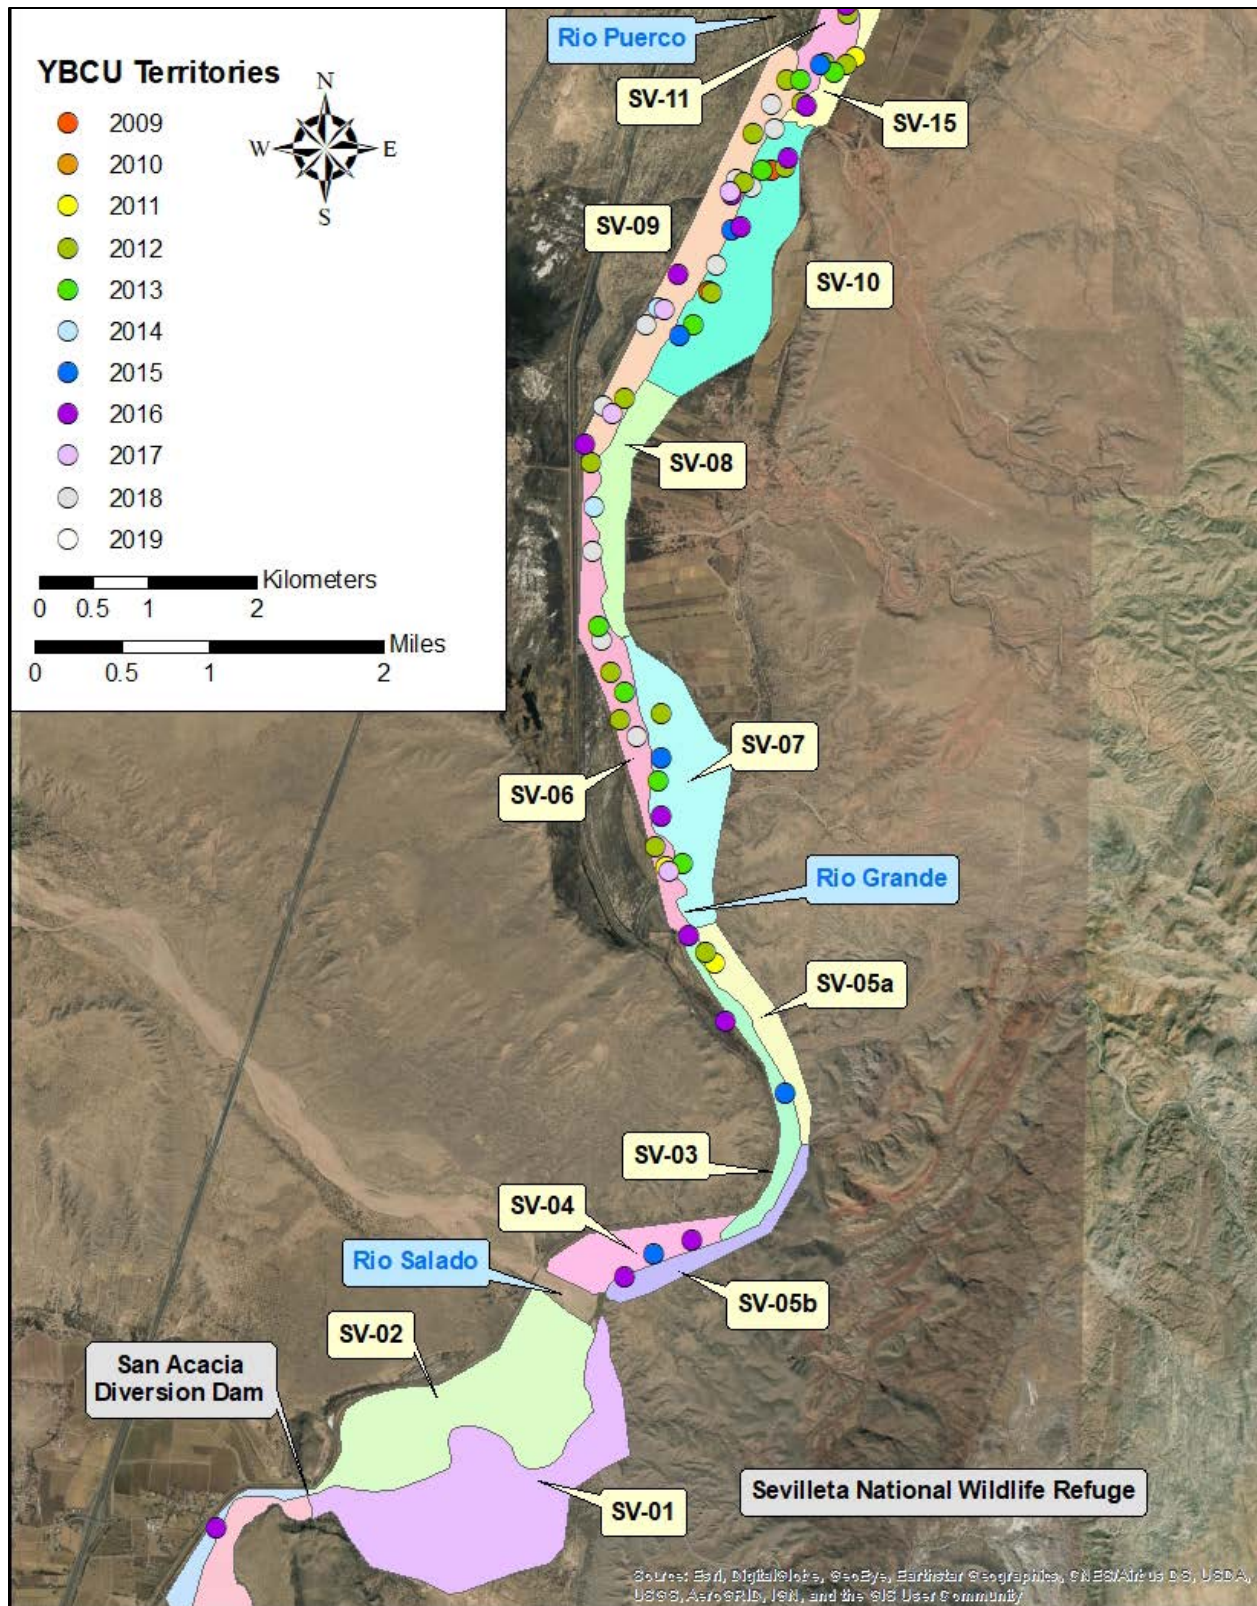 YBCU Territories
N
W E
S
2009
2010
2011
2012
2013
2014
2015
2016
2017
2018
2019
Kilometers
0 0.5 1 2
Miles
0 0.5 1 2
Rio Puerco
SV-11
SV-15
SV-09
SV-10
SV-08
SV-07
SV-06
Rio Grande
SV-05a
SV-03
SV-04
Rio Salado
SV-05b
SV-02
San Acacia
Diversion Dam
SV-01
Sevilleta National Wildlife Refuge
Source: Esri, DigitalGlobe, GeoEye, Earthstar Geographics, CNES/Airbus DS, USDA,
USGS, AeroGRID, IGN, and the GIS User Community